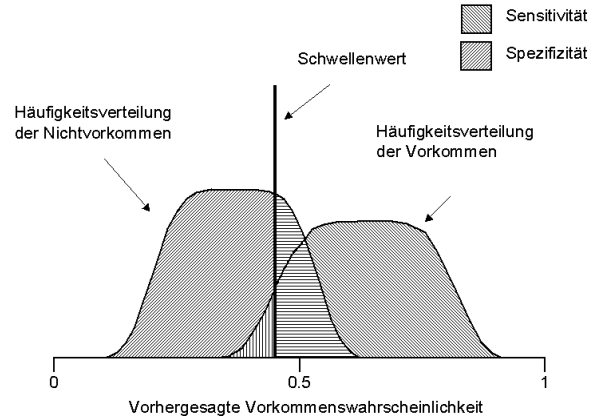 Sensitivität
Spezifizität
Schwellenwert
Häufigkeitsverteilung
der Nichtvorkommen
Häufigkeitsverteilung
der Vorkommen
0
0.5
1
Vorhergesagte Vorkommenswahrscheinlichkeit